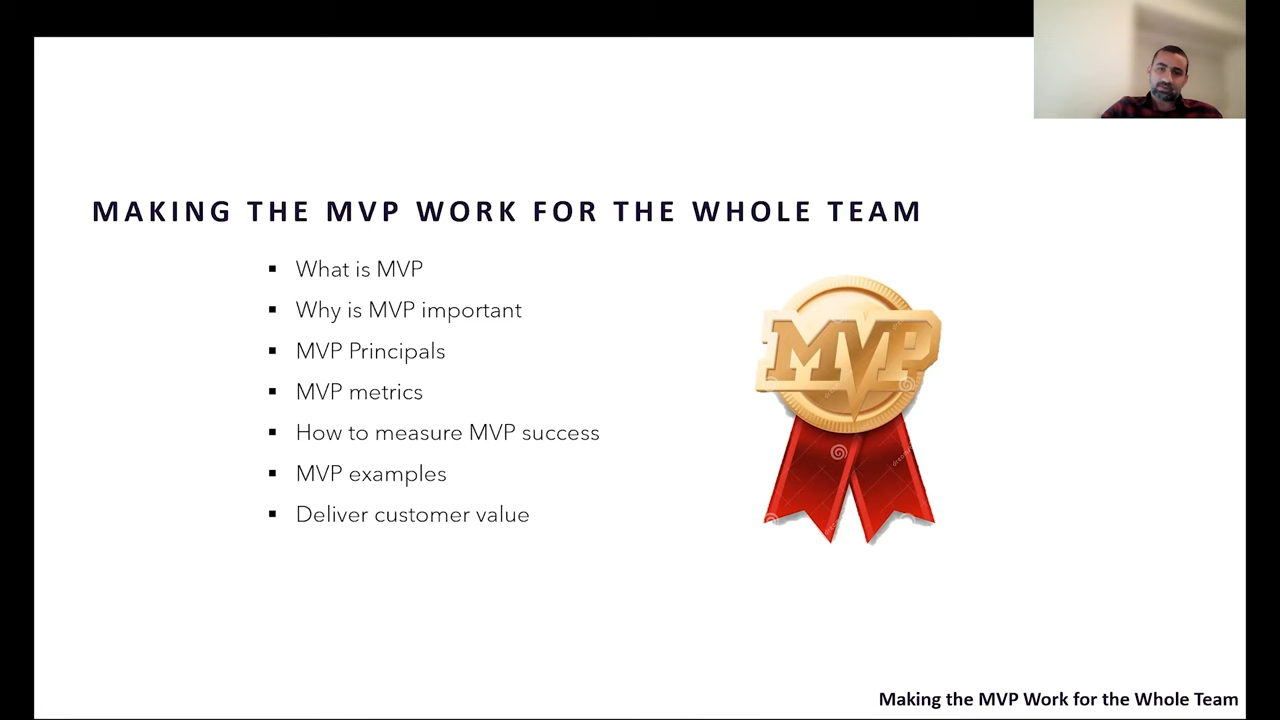 MAKING THE MVP WORK FOR THE WHOLE TEAM
What is MVP
Why is MVP important
MVP Principals
MVP metrics
How to measure MVP success
MVP examples
Deliver customer value
MVP
Making the MVP Work for the Whole Team